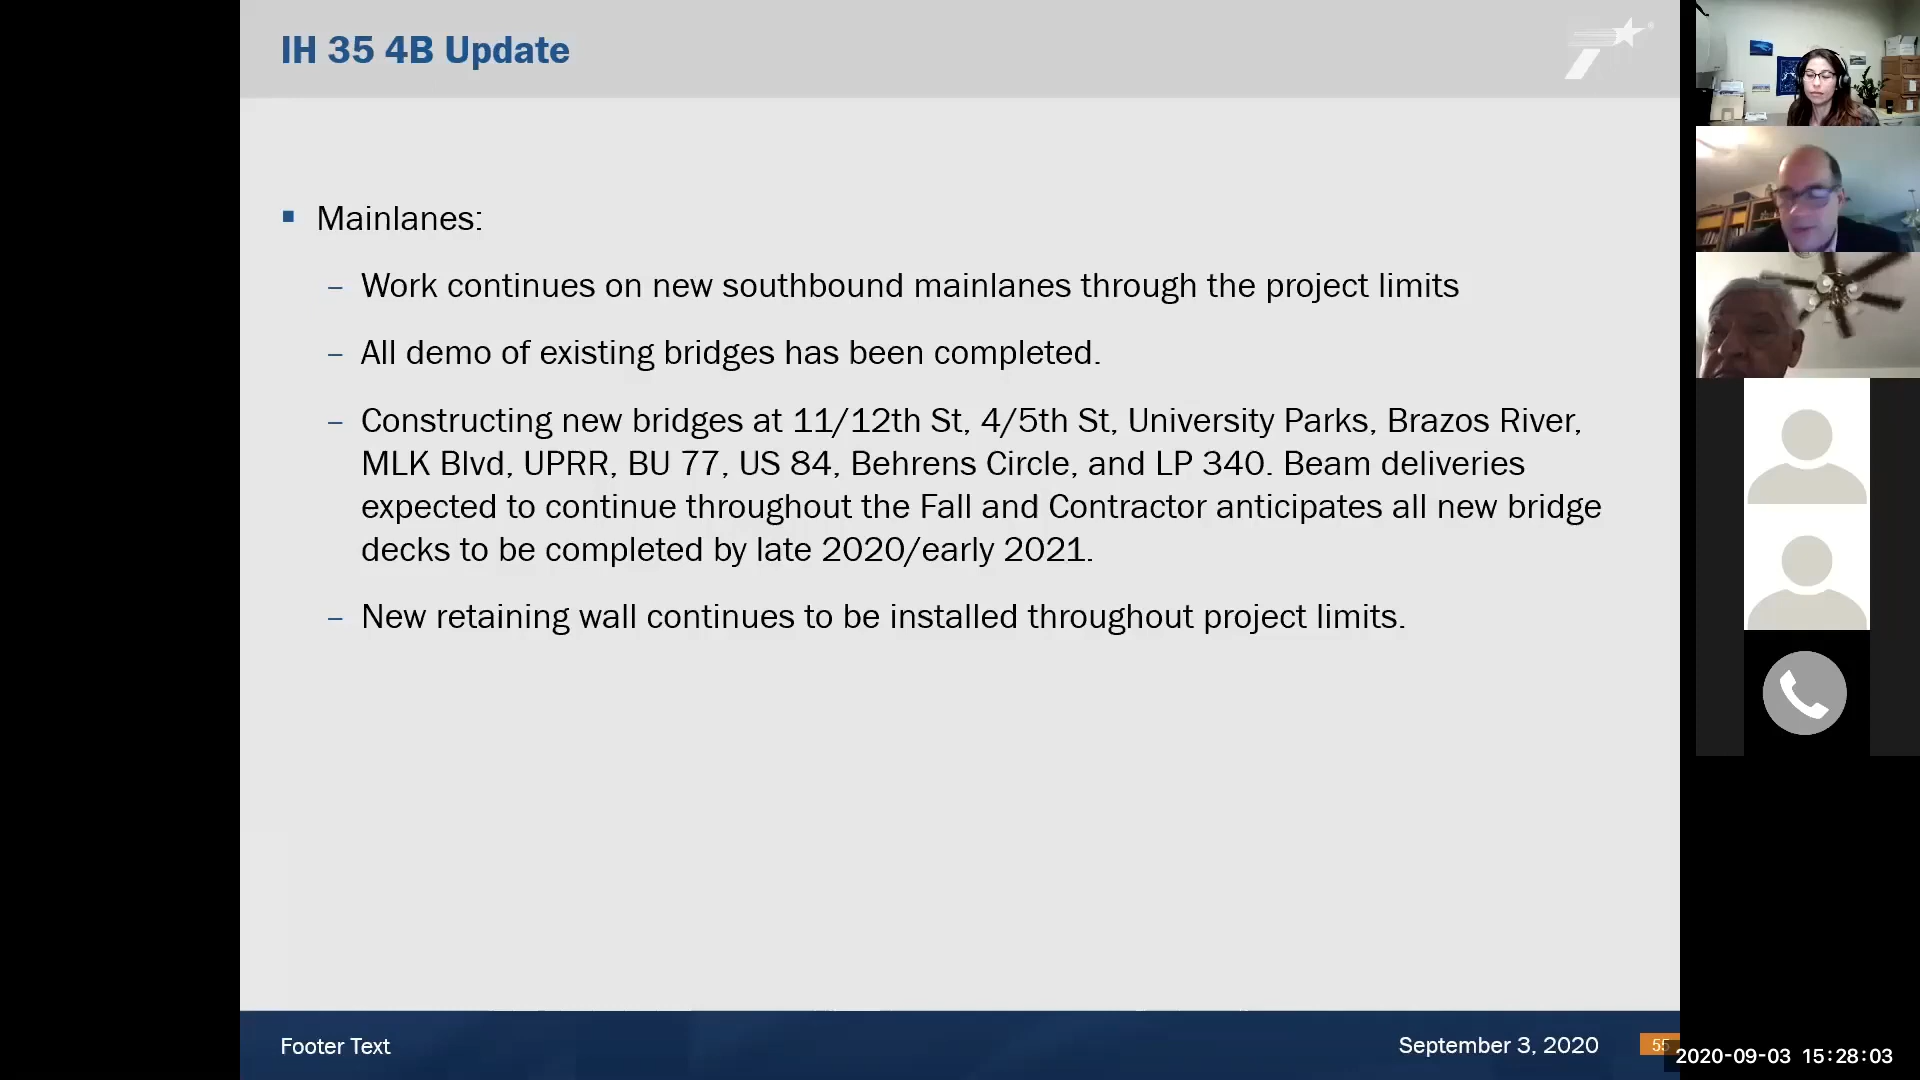 IH 35 4B Update
▪ Mainlanes:
– Work continues on new southbound mainlanes through the project limits
– All demo of existing bridges has been completed.
– Constructing new bridges at 11/12th St, 4/5th St, University Parks, Brazos River,
MLK Blvd, UPRR, BU 77, US 84, Behrens Circle, and LP 340. Beam deliveries
expected to continue throughout the Fall and Contractor anticipates all new bridge
decks to be completed by late 2020/early 2021.
– New retaining wall continues to be installed throughout project limits.
Footer Text
September 3, 2020
55
2020-09-03 15:28:03